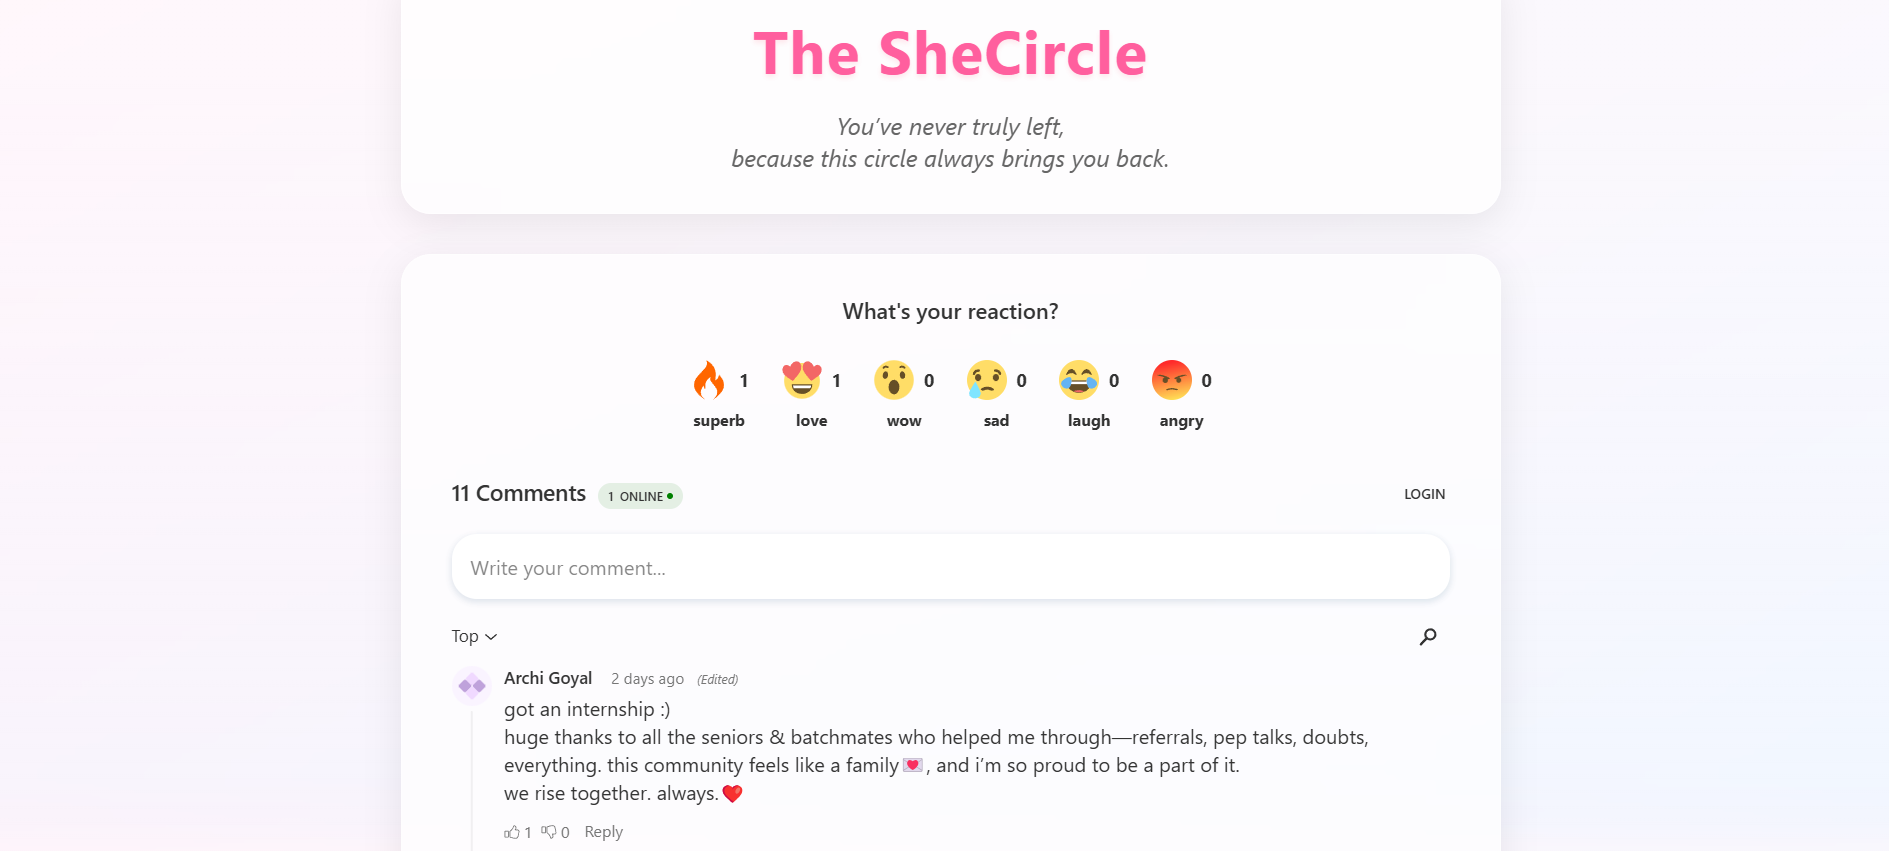 The SheCircle
You’ve never truly left,
because this circle always brings you back.
What's your reaction?
1 1 0 0 0 0
superb love wow sad laugh angry
11 Comments 1 ONLINE LOGIN
Write your comment...
Top
Archi Goyal 2 days ago (Edited)
got an internship :)
huge thanks to all the seniors & batchmates who helped me through—referrals, pep talks, doubts,
everything. this community feels like a family💌, and i’m so proud to be a part of it.
we rise together. always.❤️
1 0 Reply